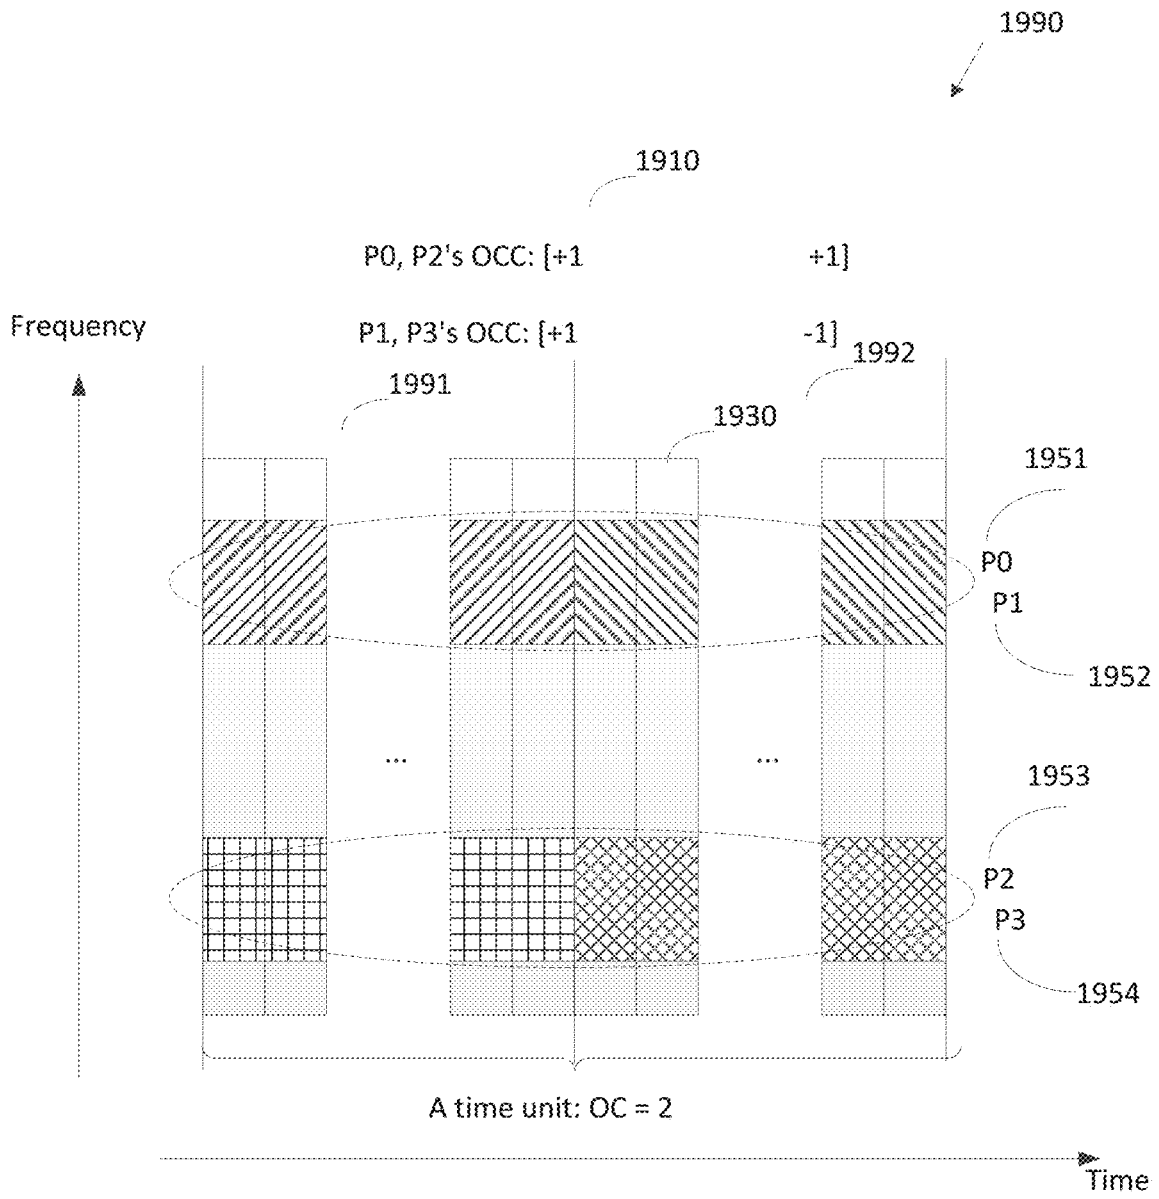 1990
1910
P0, P2's OCC: [+1 +1]
Frequency
P1, P3's OCC: [+1 -1]
1992
1991
1930
1951
P0
P1
1952
... ...
1953
P2
P3
1954
A time unit: OC = 2
Time